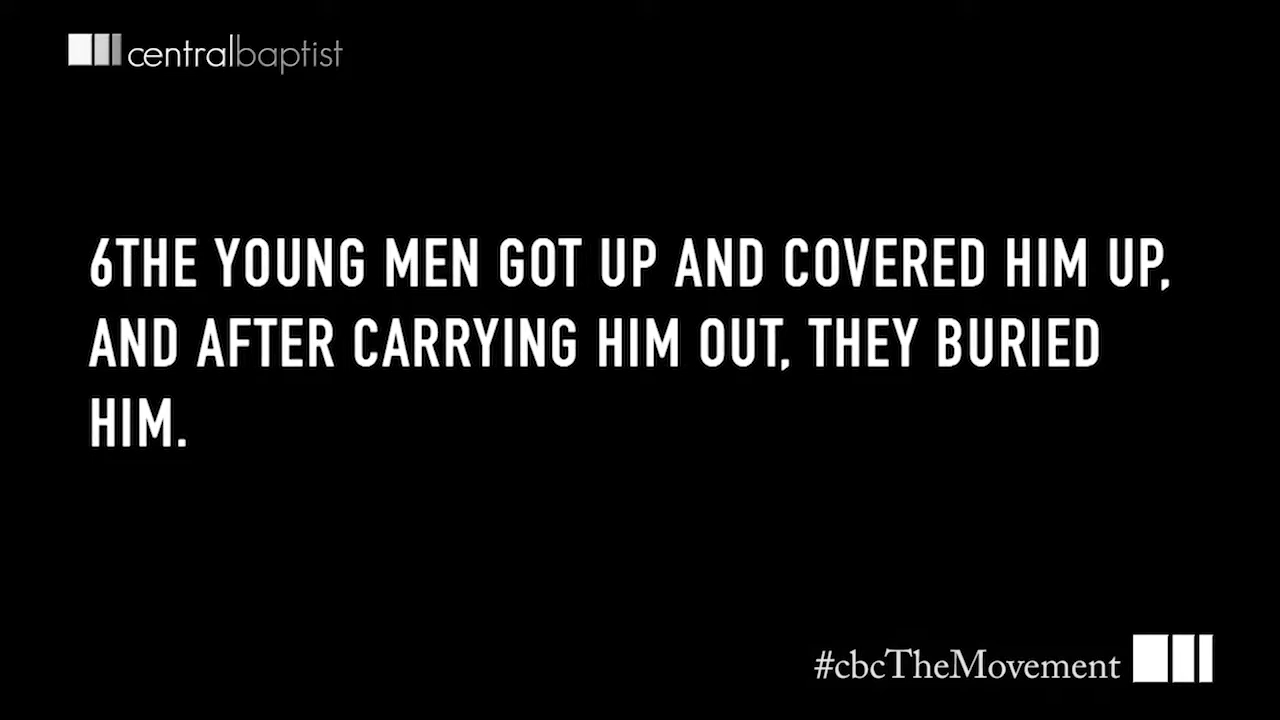 centralbaptist
6THE YOUNG MEN GOT UP AND COVERED HIM UP,
AND AFTER CARRYING HIM OUT, THEY BURIED
HIM.
#cbcTheMovement